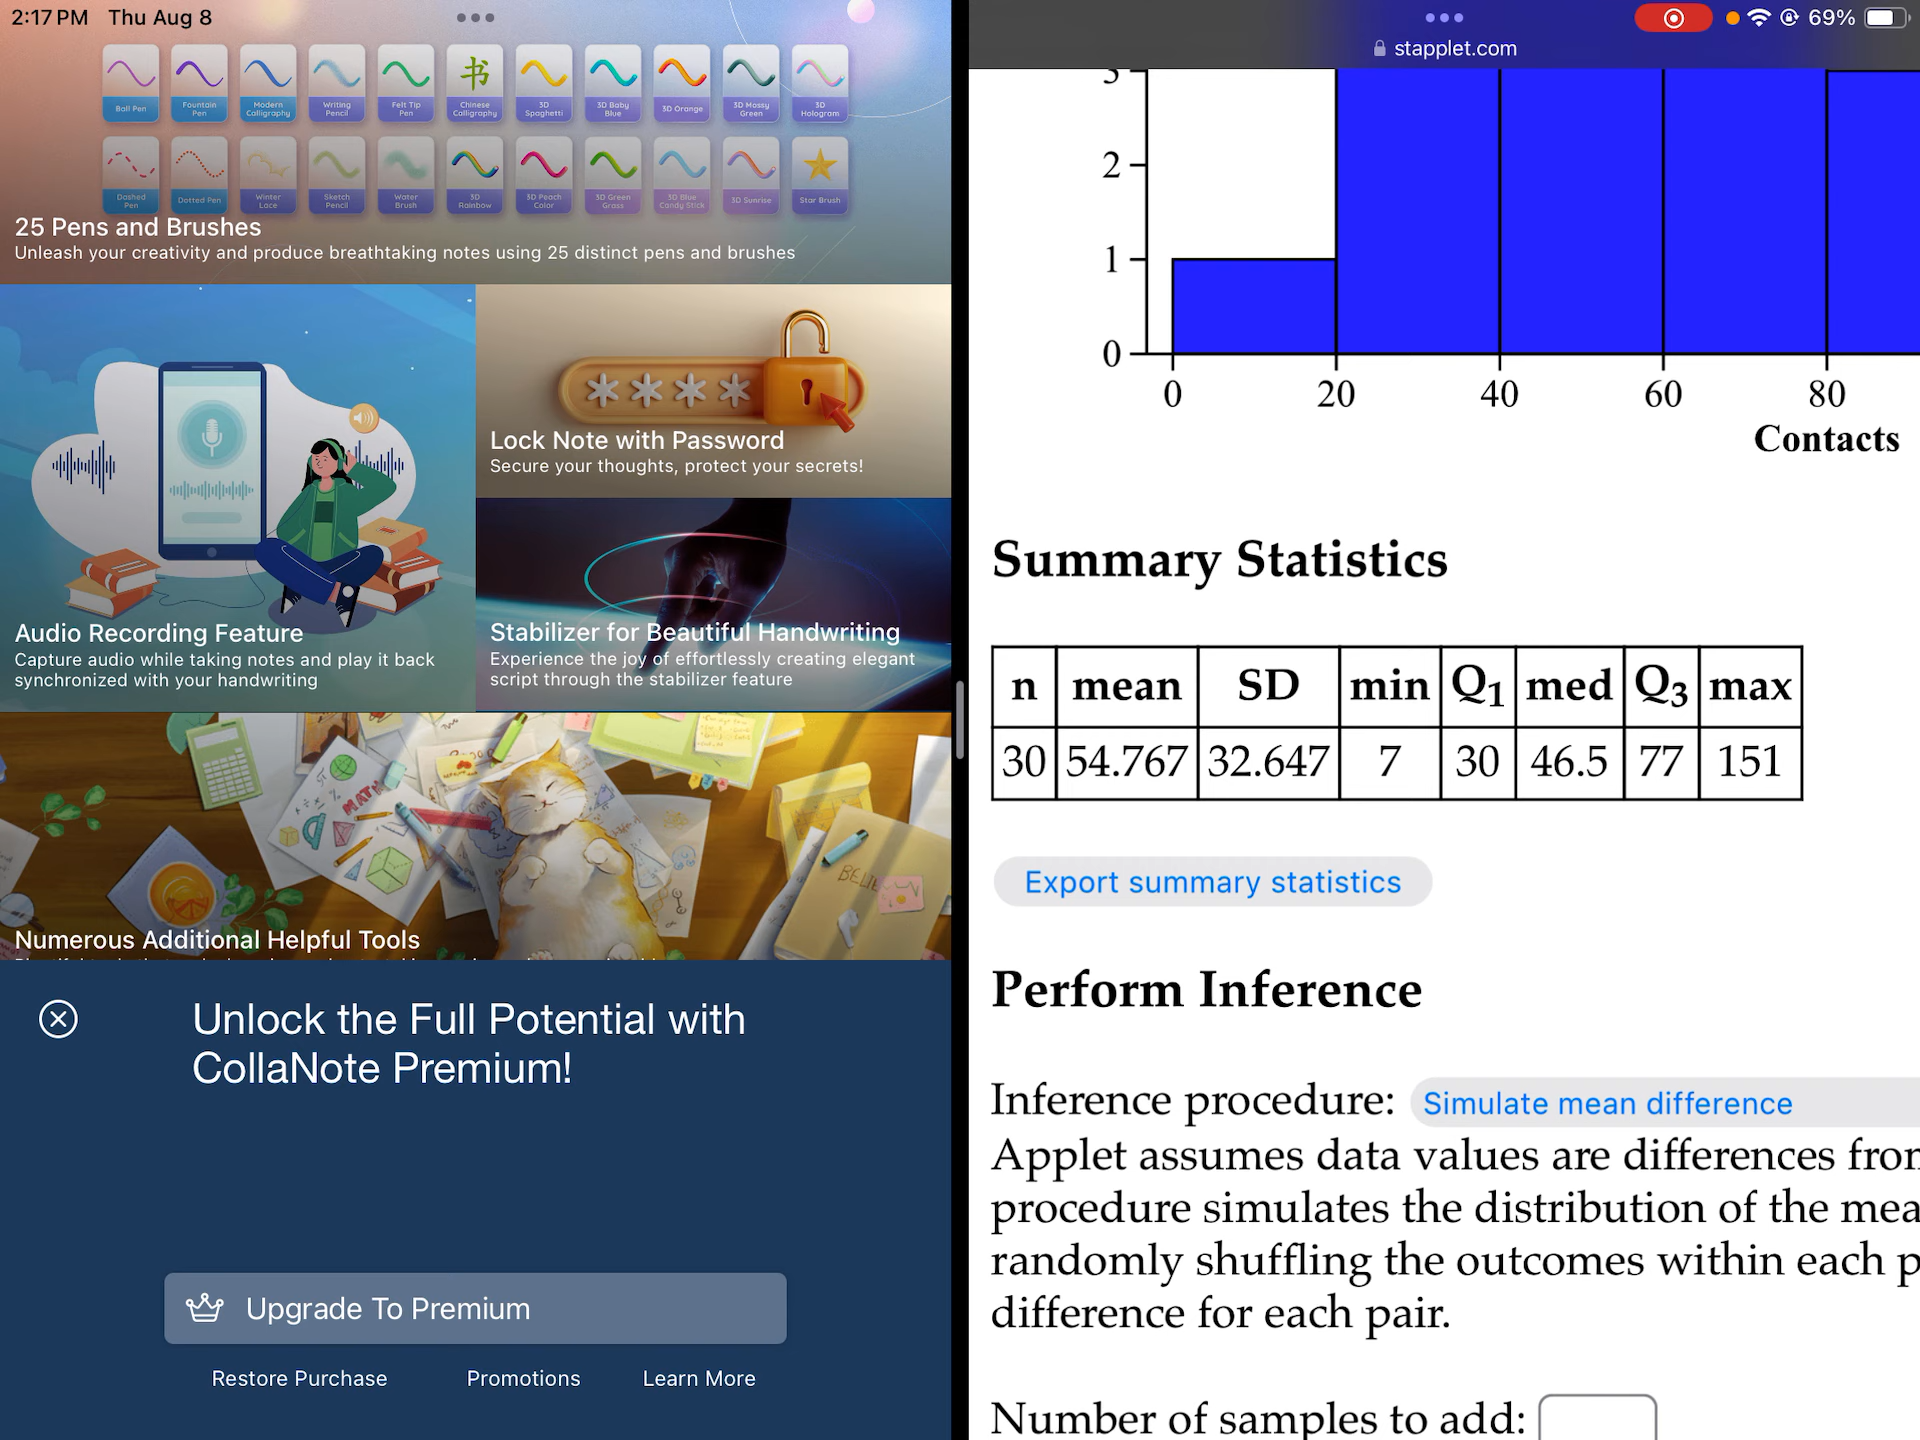 2:17 PM Thu Aug 8
Ball Pen
Fountain Pen
Modern Calligraphy
Writing Pencil
Felt Tip Pen
书
Chinese Calligraphy
3D Spaghetti
3D Baby Blue
3D Orange
3D Mossy Green
3D Hologram
Dashed Pen
Dotted Pen
Winter Lace
Sketch Pencil
Water Brush
3D Rainbow
3D Peach Color
3D Green Grass
3D Blue Candy Stick
3D Sunrise
Star Brush
25 Pens and Brushes
Unleash your creativity and produce breathtaking notes using 25 distinct pens and brushes
Audio Recording Feature
Capture audio while taking notes and play it back
synchronized with your handwriting
Lock Note with Password
Secure your thoughts, protect your secrets!
Stabilizer for Beautiful Handwriting
Experience the joy of effortlessly creating elegant
script through the stabilizer feature
MATH
Numerous Additional Helpful Tools
Unlock the Full Potential with
CollaNote Premium!
Upgrade To Premium
Restore Purchase Promotions Learn More
69%
stapplet.com
3
2
1
0
0 20 40 60 80
Contacts
Summary Statistics
n mean SD min Q1 med Q3 max
30 54.767 32.647 7 30 46.5 77 151
Export summary statistics
Perform Inference
Inference procedure: Simulate mean difference
Applet assumes data values are differences from
procedure simulates the distribution of the mea
randomly shuffling the outcomes within each p
difference for each pair.
Number of samples to add: